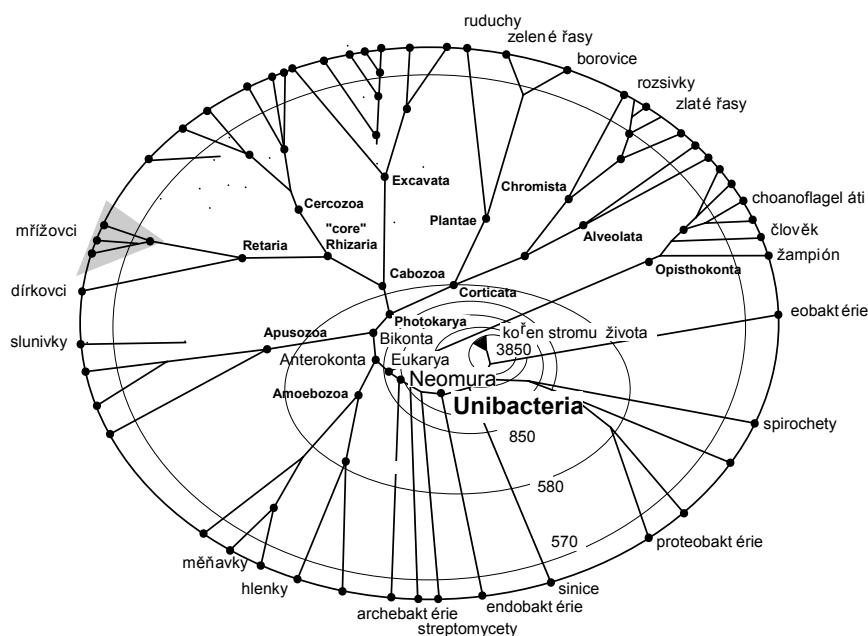 ruduchy
zelené řasy
borovice
rozsivky
zlaté řasy
Excavata
Chromista
choanoflageláti
Cercozoa
mřížovci
"core"
Rhizaria
Plantae
člověk
Alveolata
Retaria
žampión
Opisthokonta
Cabozoa
dírkovci
Corticata
eobaktérie
Photokarya
slunivky
Apusozoa
Bikonta
kořen stromu života
3850
Anterokonta
Eukarya
Neomura
Amoebozoa
Unibacteria
spirochety
850
580
570
proteobaktérie
měňavky
hlenky
sinice
archebaktérie
endobaktérie
streptomycety